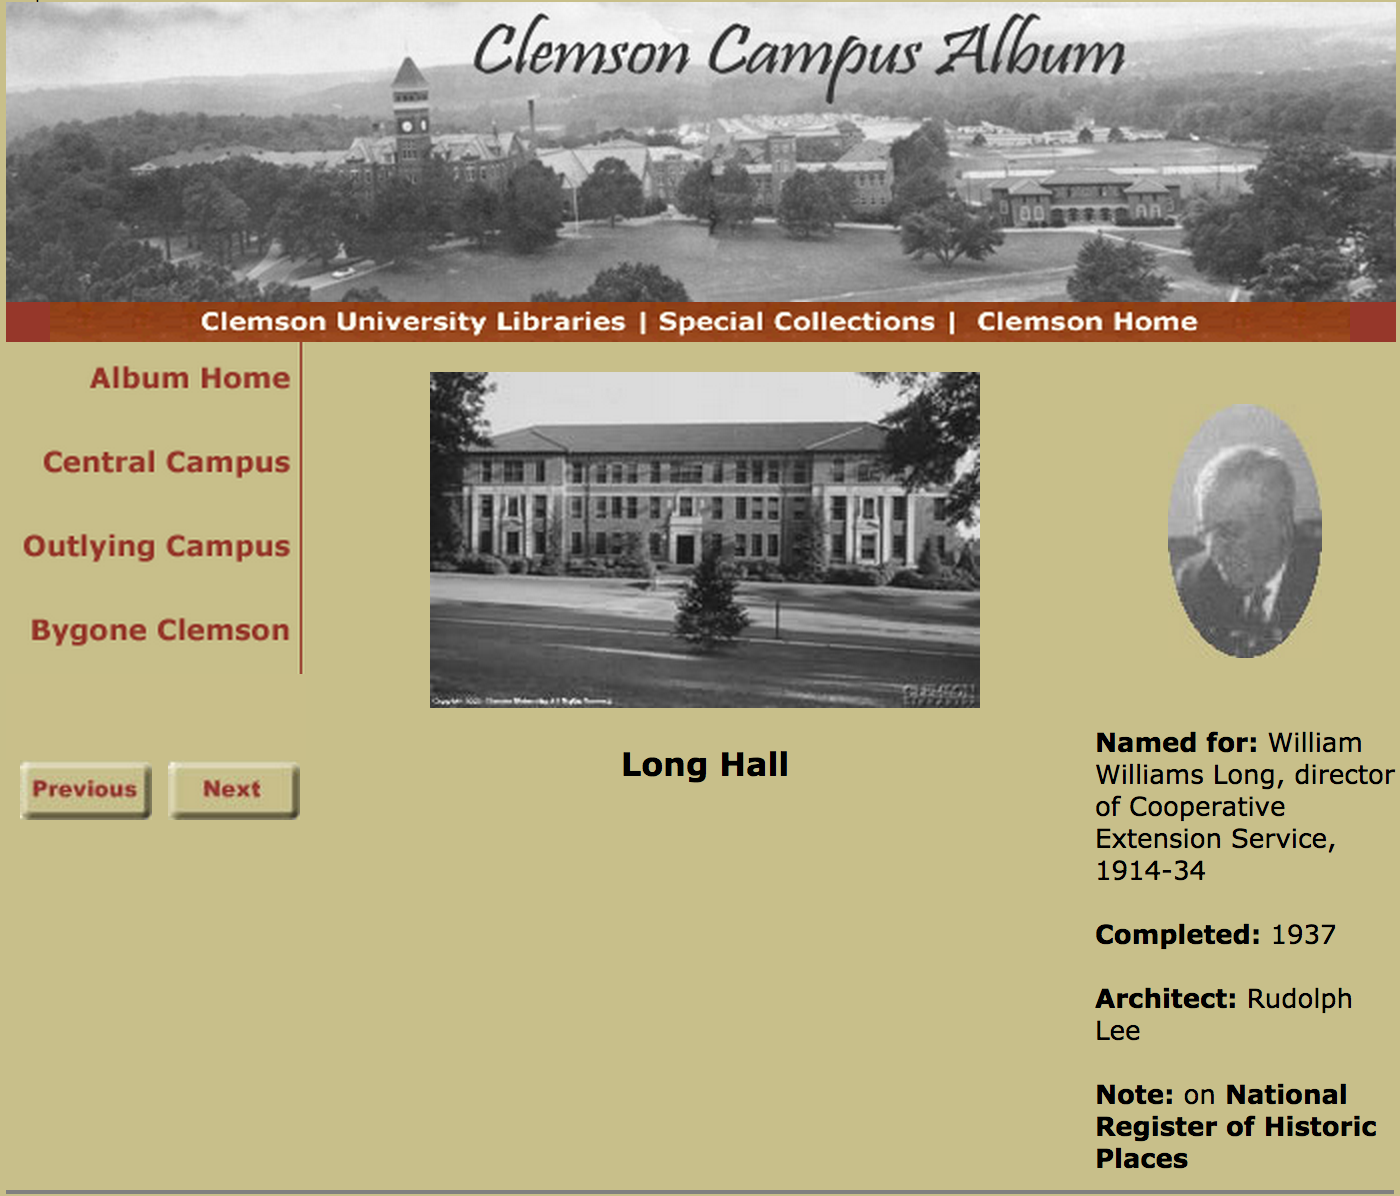 Clemson Campus Album
Clemson University Libraries | Special Collections | Clemson Home
Album Home
Central Campus
Outlying Campus
Bygone Clemson
Previous
Next
CLEMSON
LIBRARIES
Long Hall
Named for: William
Williams Long, director
of Cooperative
Extension Service,
1914-34
Completed: 1937
Architect: Rudolph
Lee
Note: on National
Register of Historic
Places